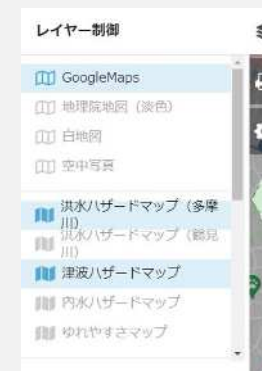 レイヤー制御
GoogleMaps
地理院地図（淡色）
白地図
空中写真
洪水ハザードマップ（多摩
川）
洪水ハザードマップ（鶴見
川）
津波ハザードマップ
内水ハザードマップ
ゆれやすさマップ